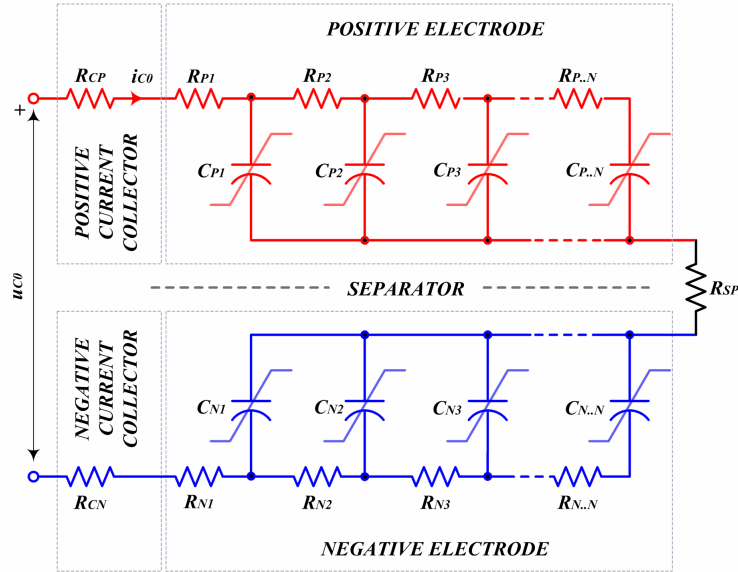 POSITIVE ELECTRODE
RCP
iC0
RP1
RP2
RP3
RP..N
+
CP1
CP2
CP3
CP..N
POSITIVE
CURRENT
COLLECTOR
uC0
SEPARATOR
RSP
NEGATIVE
CURRENT
COLLECTOR
CN1
CN2
CN3
CN..N
RCN
RN1
RN2
RN3
RN..N
NEGATIVE ELECTRODE